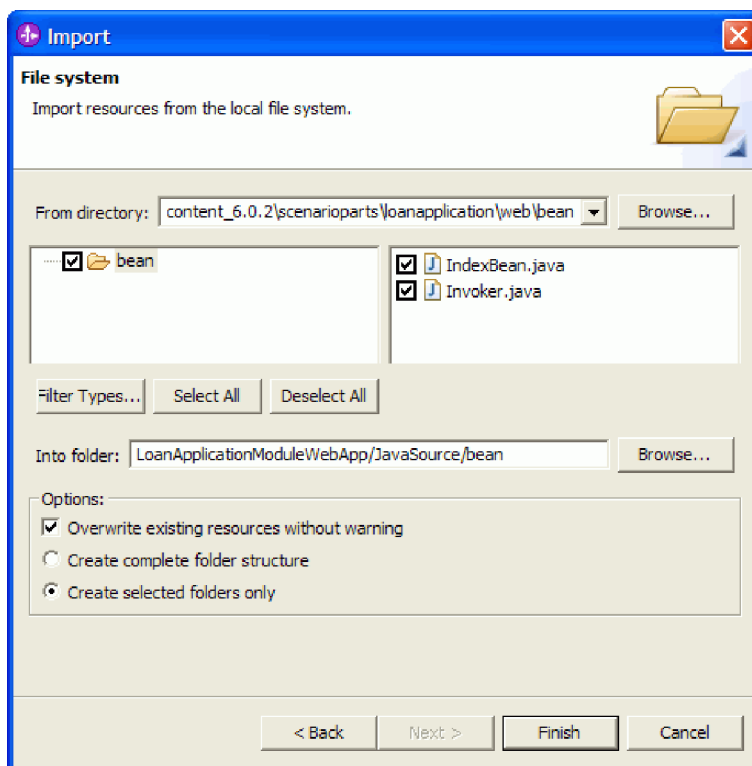 Import
File system
Import resources from the local file system.
From directory: content_6.0.2\scenarioparts\loanapplication\web\bean Browse...
bean
IndexBean.java
Invoker.java
Filter Types... Select All Deselect All
Into folder: LoanApplicationModuleWebApp/JavaSource/bean Browse...
Options:
Overwrite existing resources without warning
Create complete folder structure
Create selected folders only
< Back Next > Finish Cancel